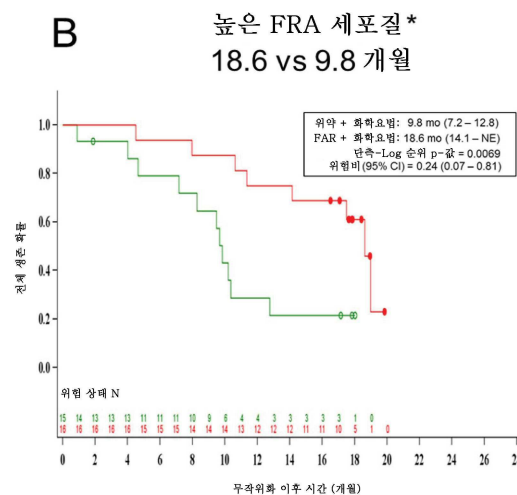 B
높은 FRA 세포질*
18.6 vs 9.8 개월
위약 + 화학요법: 9.8 mo (7.2 – 12.8)
FAR + 화학요법: 18.6 mo (14.1 – NE)
단측-Log 순위 p-값 = 0.0069
위험비(95% CI) = 0.24 (0.07 – 0.81)
전체 생존 확률
1.0
0.8
0.6
0.4
0.2
0.0
위험 상태 N
15 14 13 13 13 11 11 11 10 9 6 4 4 3 3 3 3 3 1 0
16 16 16 16 16 15 15 15 14 14 14 13 12 12 12 11 11 10 5 1 0
0 2 4 6 8 10 12 14 16 18 20 22 24 26 28
무작위화 이후 시간 (개월)